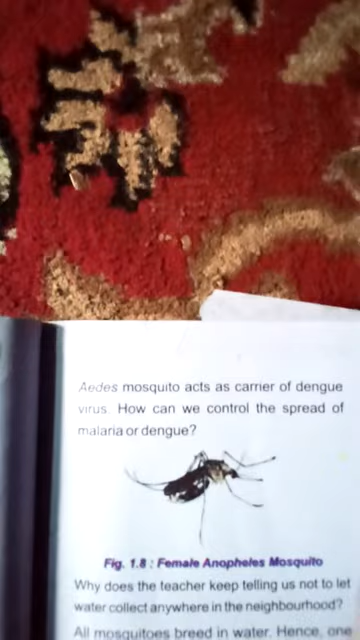 Aedes mosquito acts as carrier of dengue
virus. How can we control the spread of
malaria or dengue?
Fig. 1.8 : Female Anopheles Mosquito
Why does the teacher keep telling us not to let
water collect anywhere in the neighbourhood?
All mosquitoes breed in water. Hence, one